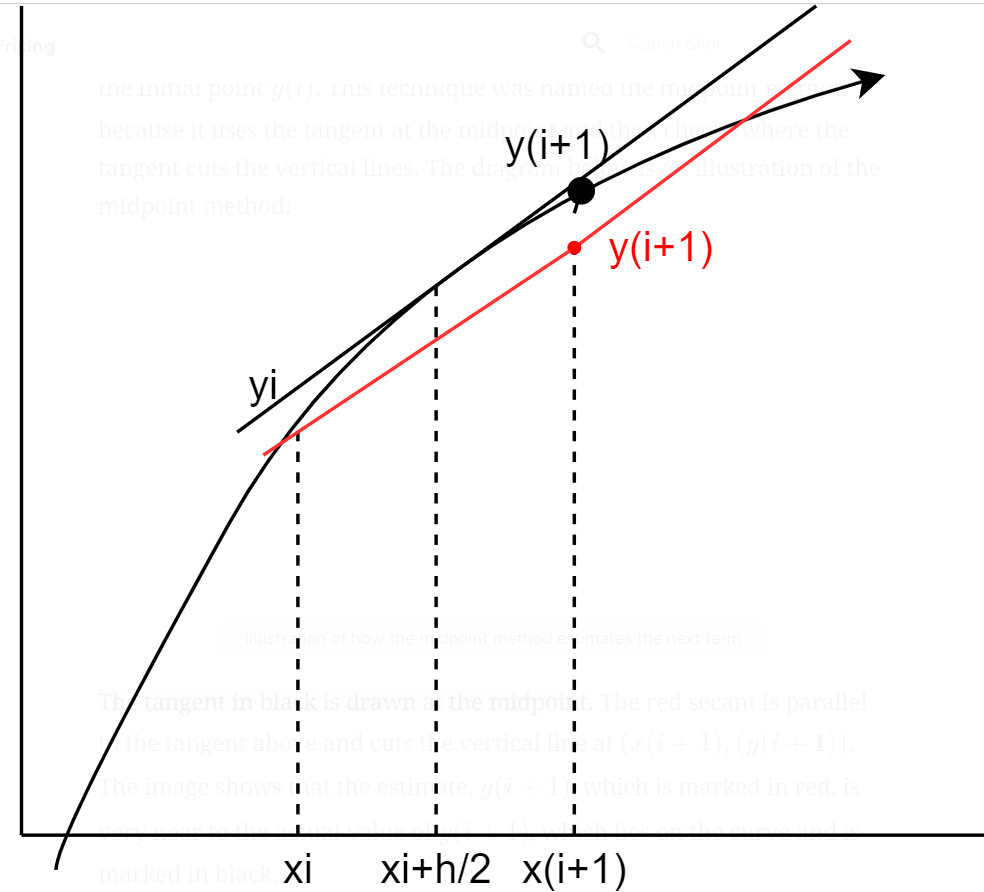 Pricing
Search Shot
the initial point y(i). This technique was named the midpoint method
because it uses the tangent at the midpoint and then checks where the
y(i+1)
tangent cuts the vertical lines. The diagram below is an illustration of the
midpoint method:
y(i+1)
yi
Illustration of how the midpoint method estimates the next term
The tangent in black is drawn at the midpoint. The red secant is parallel
to the tangent above and cuts the vertical line at (x(i + 1), (y(i + 1)).
The image shows that the estimate, y(i + 1), which is marked in red, is
very near to the actual value of y(i + 1), which lies on the curve and is
marked in black.
xi xi+h/2 x(i+1)